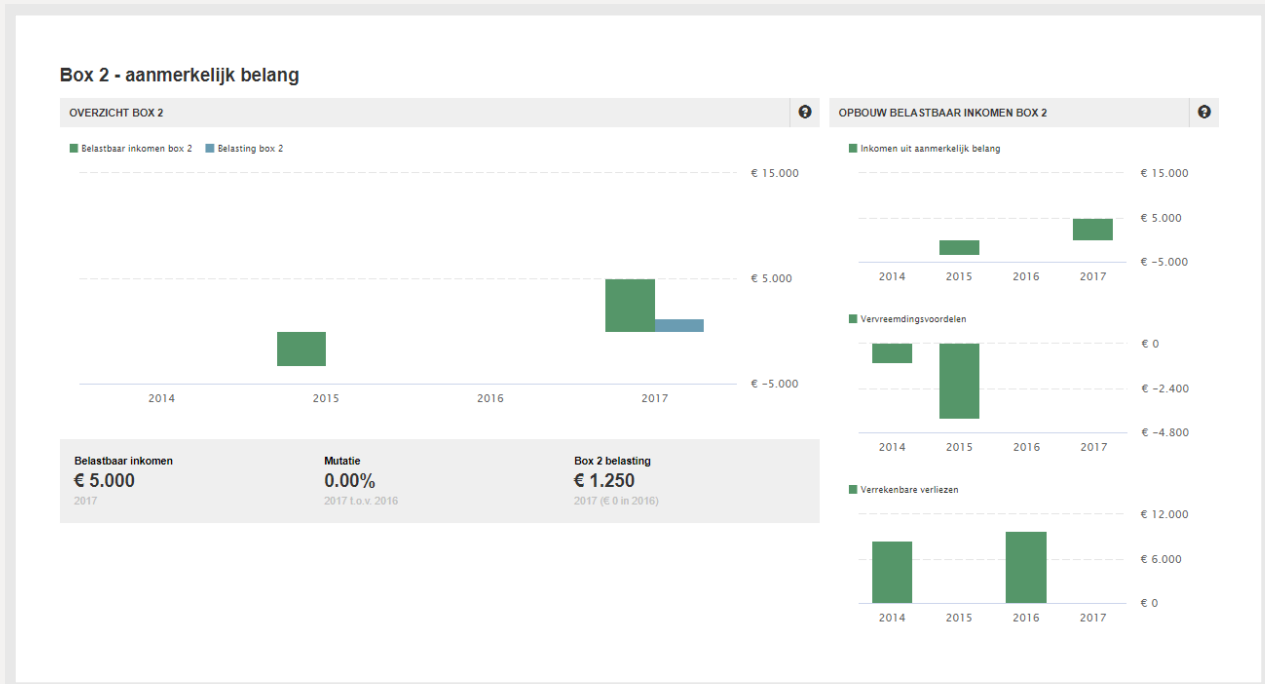 Box 2 - aanmerkelijk belang
OVERZICHT BOX 2
Belastbaar inkomen box 2 Belasting box 2
€ 15.000
€ 5.000
€ -5.000
2014 2015 2016 2017
Belastbaar inkomen
€ 5.000
2017
Mutatie
0.00%
2017 t.o.v. 2016
Box 2 belasting
€ 1.250
2017 (€ 0 in 2016)
OPBOUW BELASTBAAR INKOMEN BOX 2
Inkomen uit aanmerkelijk belang
€ 15.000
€ 5.000
€ -5.000
2014 2015 2016 2017
Vervreemdingsvoordelen
€ 0
€ -2.400
€ -4.800
2014 2015 2016 2017
Verrekenbare verliezen
€ 12.000
€ 6.000
€ 0
2014 2015 2016 2017